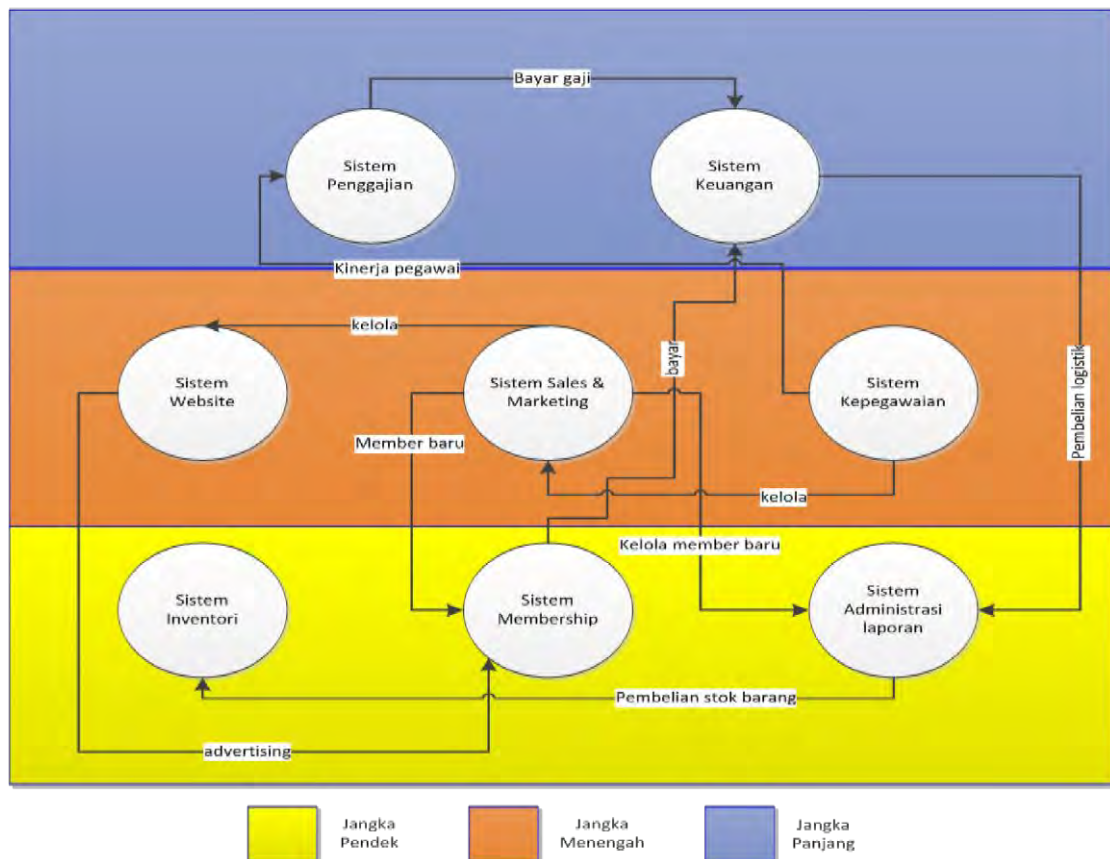 Bayar gaji
Sistem
Penggajian
Sistem
Keuangan
Kinerja pegawai
kelola
bayar
Pembelian logistik
Sistem
Website
Sistem Sales &
Marketing
Sistem
Kepegawaian
Member baru
kelola
Kelola member baru
Sistem
Inventori
Sistem
Membership
Sistem
Administrasi
laporan
Pembelian stok barang
advertising
Jangka
Pendek
Jangka
Menengah
Jangka
Panjang